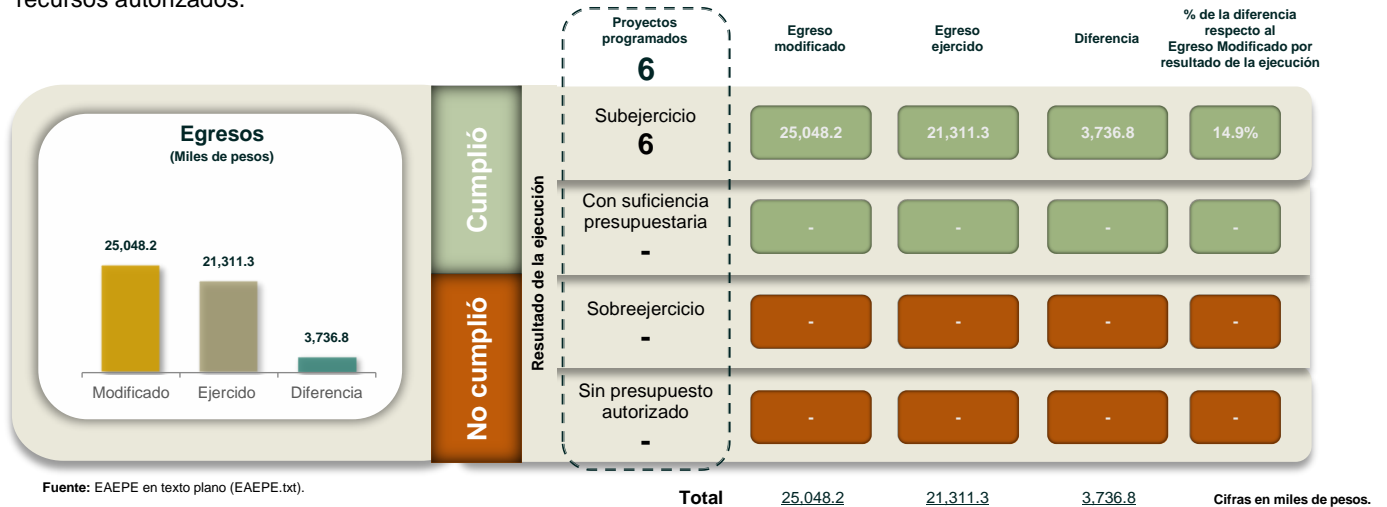 recursos autorizados.
Proyectos
programados
6
Egreso
modificado
Egreso
ejercido
Diferencia
% de la diferencia
respecto al
Egreso Modificado por
resultado de la ejecución
Egresos
(Miles de pesos)
25,048.2
21,311.3
3,736.8
Modificado
Ejercido
Diferencia
Cumplió
No cumplió
Resultado de la ejecución
Subejercicio
6
25,048.2
21,311.3
3,736.8
14.9%
Con suficiencia
presupuestaria
-
-
-
-
-
Sobreejercicio
-
-
-
-
-
Sin presupuesto
autorizado
-
-
-
-
-
Fuente: EAEPE en texto plano (EAEPE.txt).
Total 25,048.2 21,311.3 3,736.8 Cifras en miles de pesos.